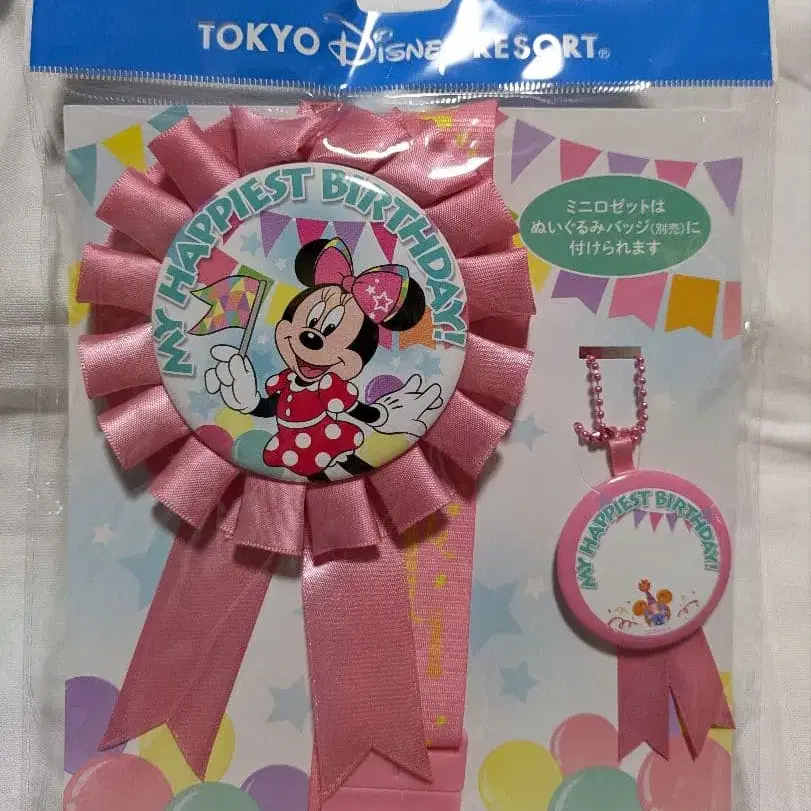 TOKYO Disney RESORT®
MY HAPPIEST BIRTHDAY!
ミニロゼットは
ぬいぐるみバッジ(別売)に
付けられます
MY HAPPIEST BIRTHDAY!